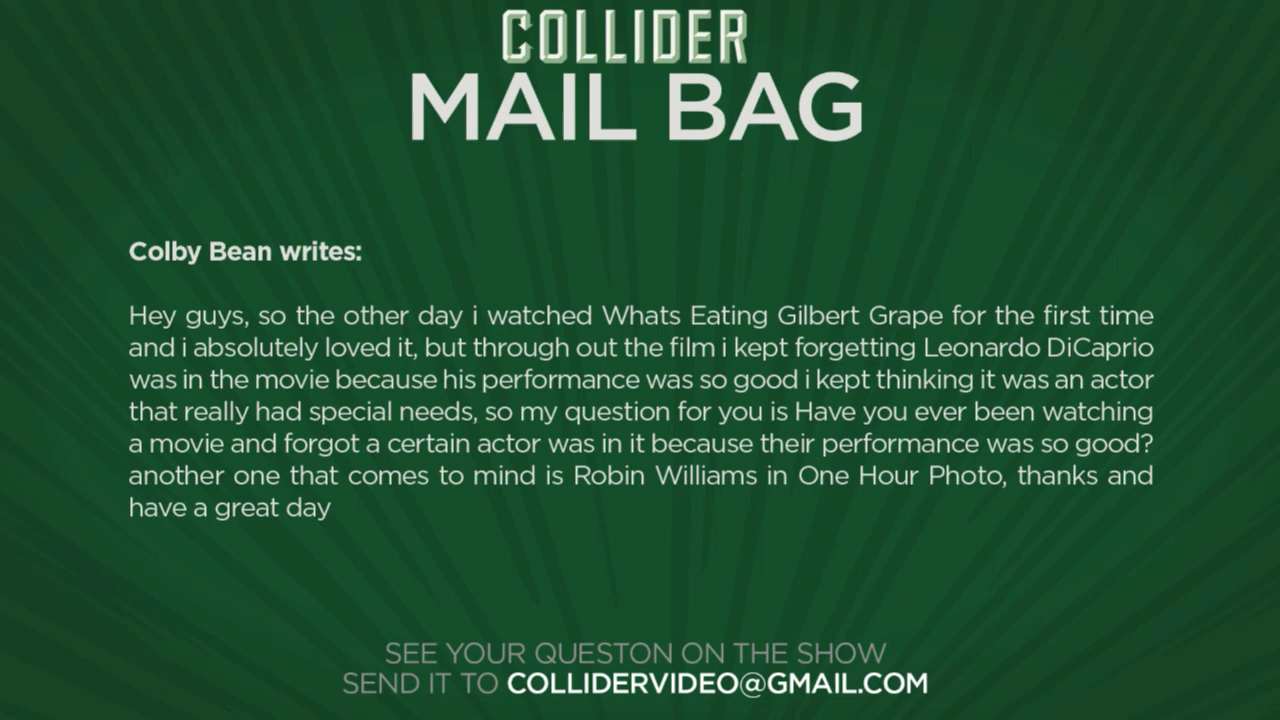 COLLIDER
MAIL BAG
Colby Bean writes:
Hey guys, so the other day i watched Whats Eating Gilbert Grape for the first time
and i absolutely loved it, but through out the film i kept forgetting Leonardo DiCaprio
was in the movie because his performance was so good i kept thinking it was an actor
that really had special needs, so my question for you is Have you ever been watching
a movie and forgot a certain actor was in it because their performance was so good?
another one that comes to mind is Robin Williams in One Hour Photo, thanks and
have a great day
SEE YOUR QUESTON ON THE SHOW
SEND IT TO COLLIDERVIDEO@GMAIL.COM